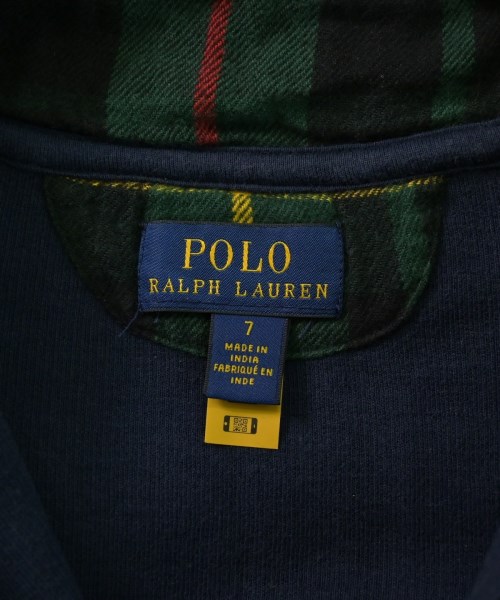 POLO
RALPH LAUREN
7
MADE IN
INDIA
FABRIQUÉ EN
INDE